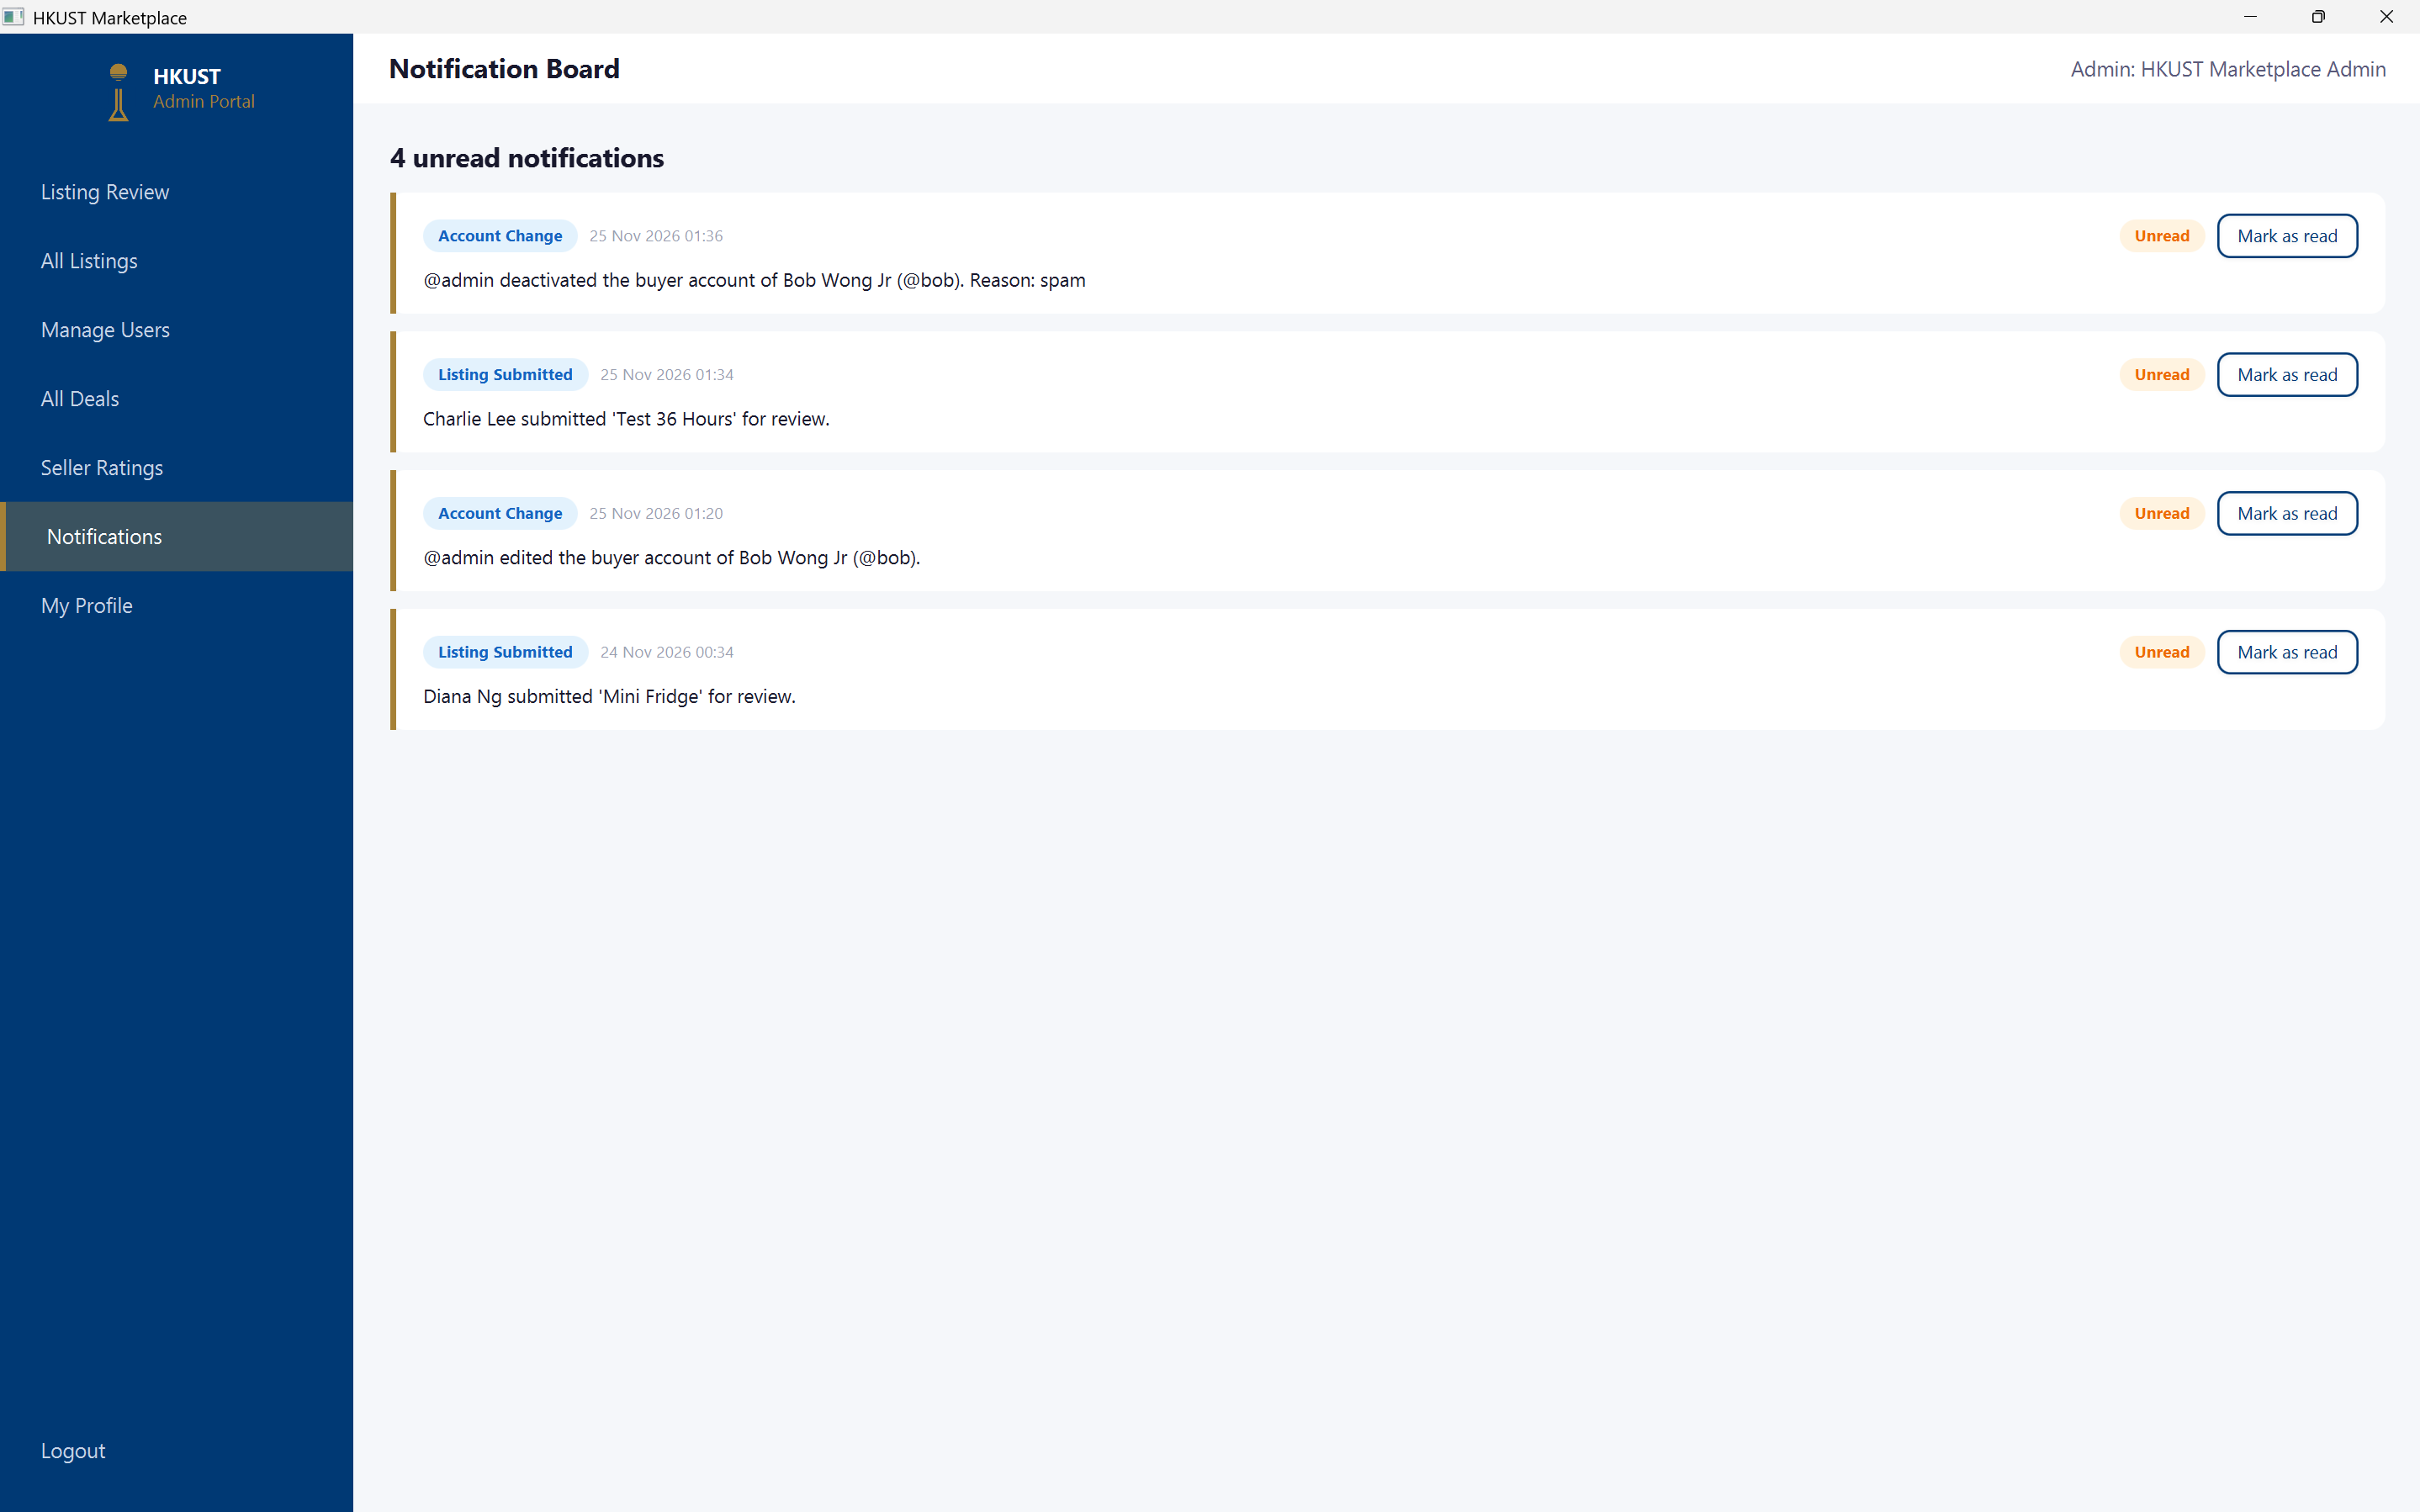 HKUST Marketplace
HKUST
Admin Portal
Listing Review
All Listings
Manage Users
All Deals
Seller Ratings
Notifications
My Profile
Logout
Notification Board
Admin: HKUST Marketplace Admin
4 unread notifications
Account Change 25 Nov 2026 01:36 Unread Mark as read
@admin deactivated the buyer account of Bob Wong Jr (@bob). Reason: spam
Listing Submitted 25 Nov 2026 01:34 Unread Mark as read
Charlie Lee submitted 'Test 36 Hours' for review.
Account Change 25 Nov 2026 01:20 Unread Mark as read
@admin edited the buyer account of Bob Wong Jr (@bob).
Listing Submitted 24 Nov 2026 00:34 Unread Mark as read
Diana Ng submitted 'Mini Fridge' for review.